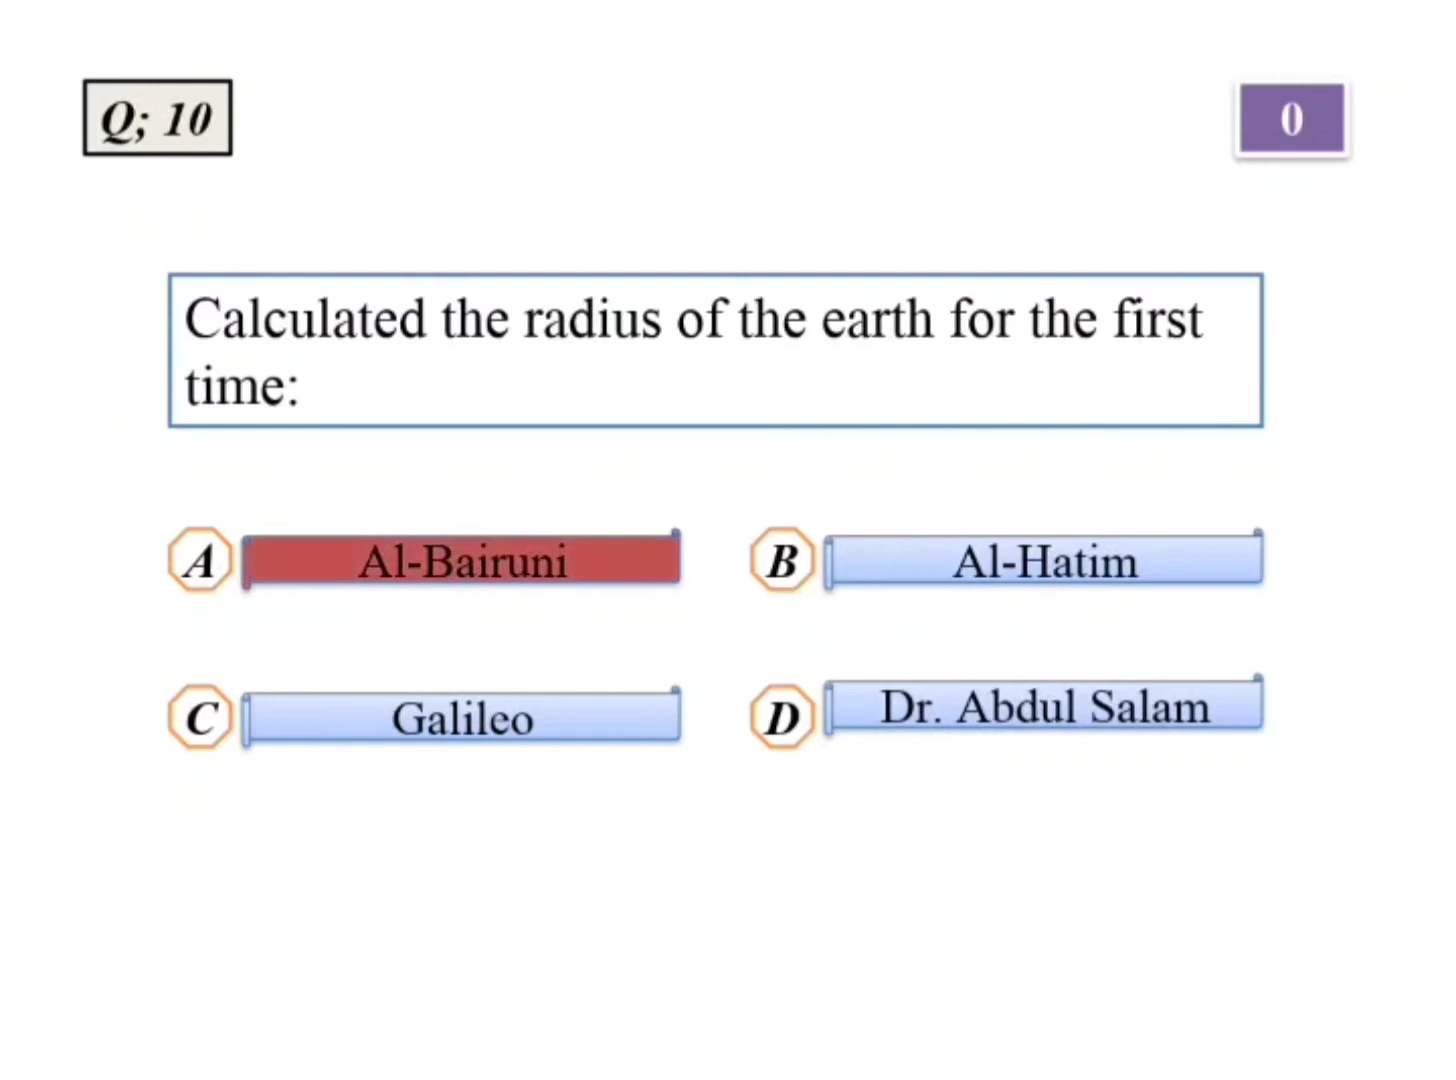 Q; 10
0
Calculated the radius of the earth for the first
time:
A Al-Bairuni
B Al-Hatim
C Galileo
D Dr. Abdul Salam